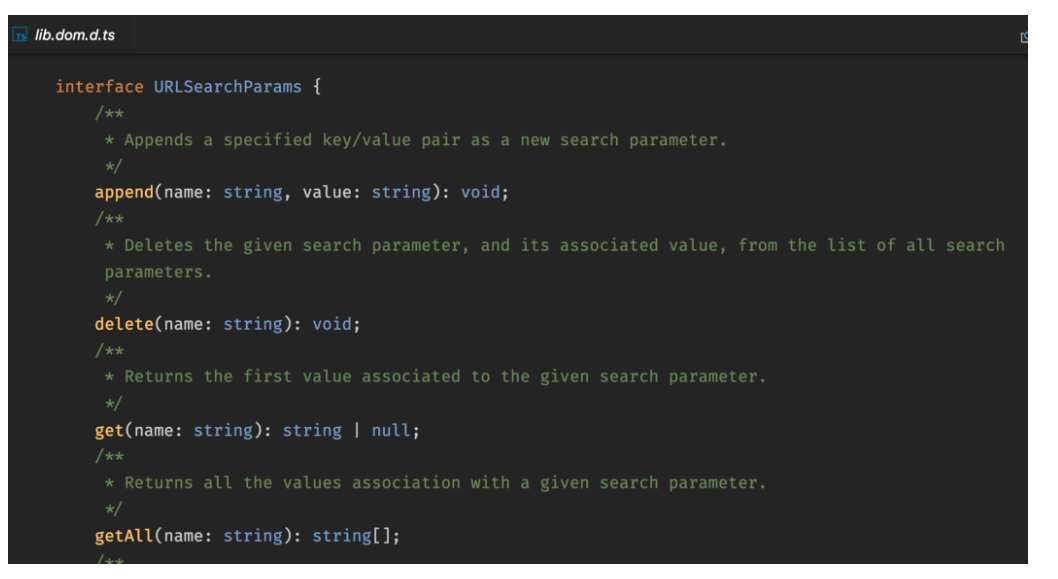 TS lib.dom.d.ts
interface URLSearchParams {
/**
* Appends a specified key/value pair as a new search parameter.
*/
append(name: string, value: string): void;
/**
* Deletes the given search parameter, and its associated value, from the list of all search
parameters.
*/
delete(name: string): void;
/**
* Returns the first value associated to the given search parameter.
*/
get(name: string): string | null;
/**
* Returns all the values association with a given search parameter.
*/
getAll(name: string): string[];
/**